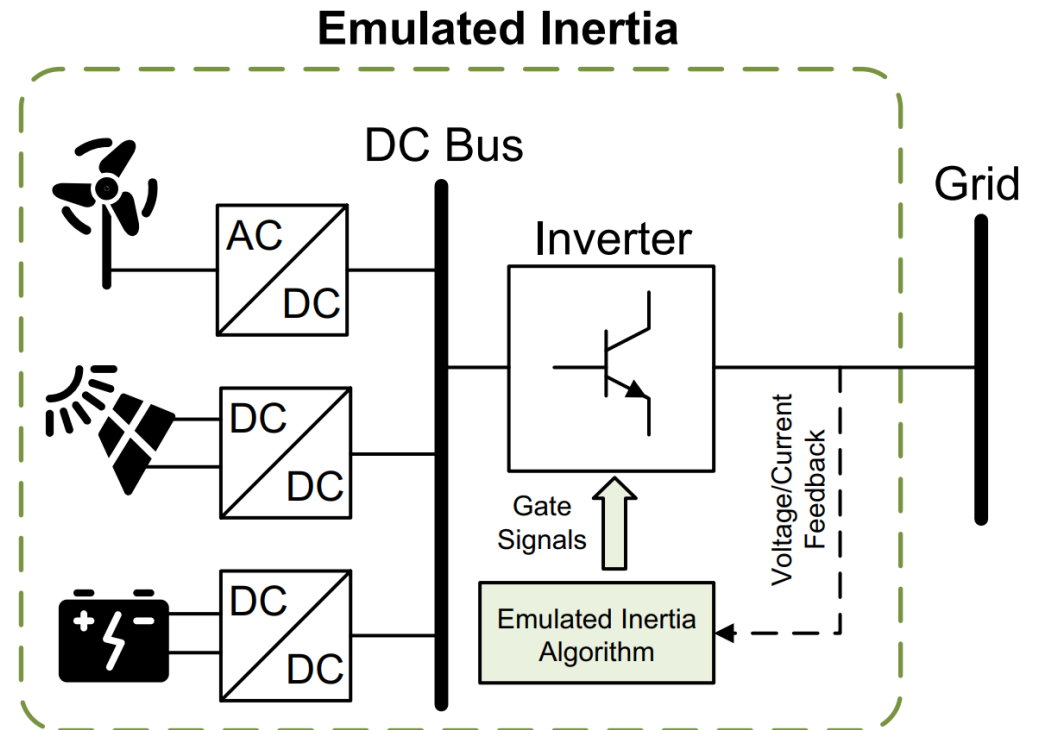 Emulated Inertia
DC Bus
Grid
AC
DC
Inverter
DC
DC
Gate
Signals
Voltage/Current
Feedback
DC
DC
Emulated Inertia
Algorithm
+ -